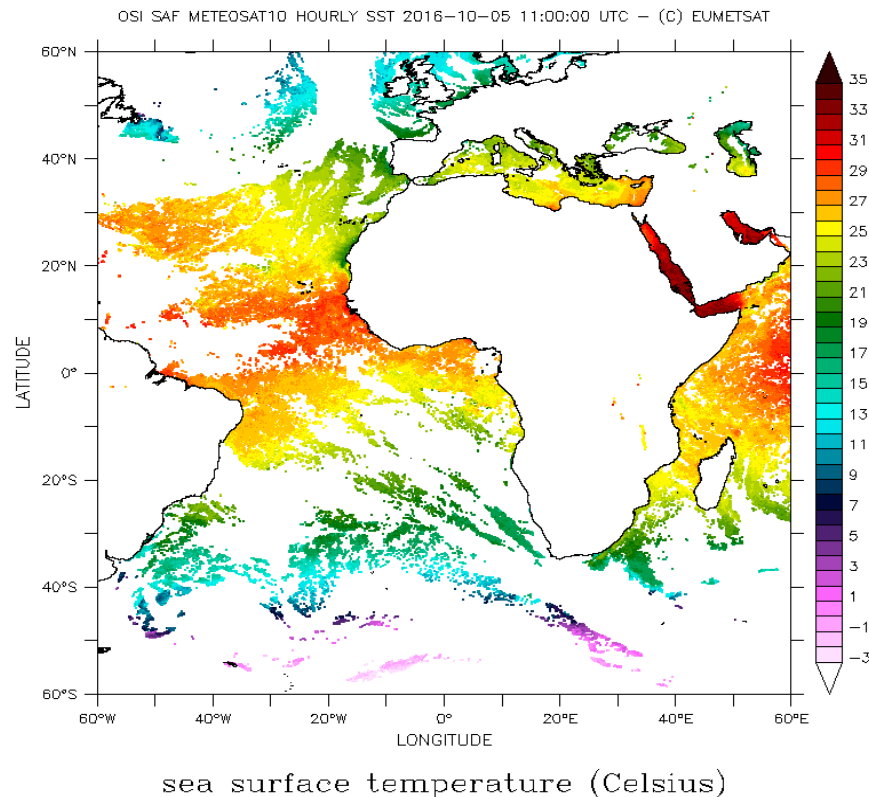 OSI SAF METEOSAT10 HOURLY SST 2016-10-05 11:00:00 UTC - (C) EUMETSAT
60°N
40°N
20°N
0°
20°S
40°S
60°S
LATITUDE
60°W
40°W
20°W
0°
20°E
40°E
60°E
LONGITUDE
35
33
31
29
27
25
23
21
19
17
15
13
11
9
7
5
3
1
-1
-3
sea surface temperature (Celsius)